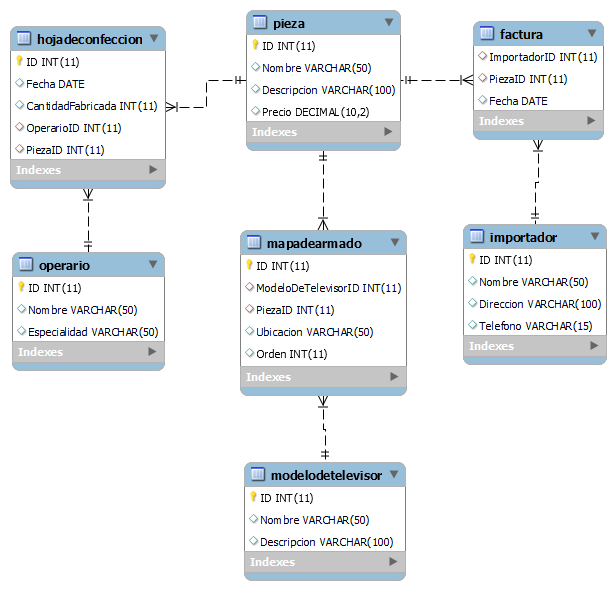 hojadeconfeccion
ID INT(11)
Fecha DATE
CantidadFabricada INT(11)
OperarioID INT(11)
PiezaID INT(11)
Indexes
pieza
ID INT(11)
Nombre VARCHAR(50)
Descripcion VARCHAR(100)
Precio DECIMAL(10,2)
Indexes
factura
ImportadorID INT(11)
PiezaID INT(11)
Fecha DATE
Indexes
operario
ID INT(11)
Nombre VARCHAR(50)
Especialidad VARCHAR(50)
Indexes
mapadearmado
ID INT(11)
ModeloDeTelevisorID INT(11)
PiezaID INT(11)
Ubicacion VARCHAR(50)
Orden INT(11)
Indexes
importador
ID INT(11)
Nombre VARCHAR(50)
Direccion VARCHAR(100)
Telefono VARCHAR(15)
Indexes
modelodetelevisor
ID INT(11)
Nombre VARCHAR(50)
Descripcion VARCHAR(100)
Indexes